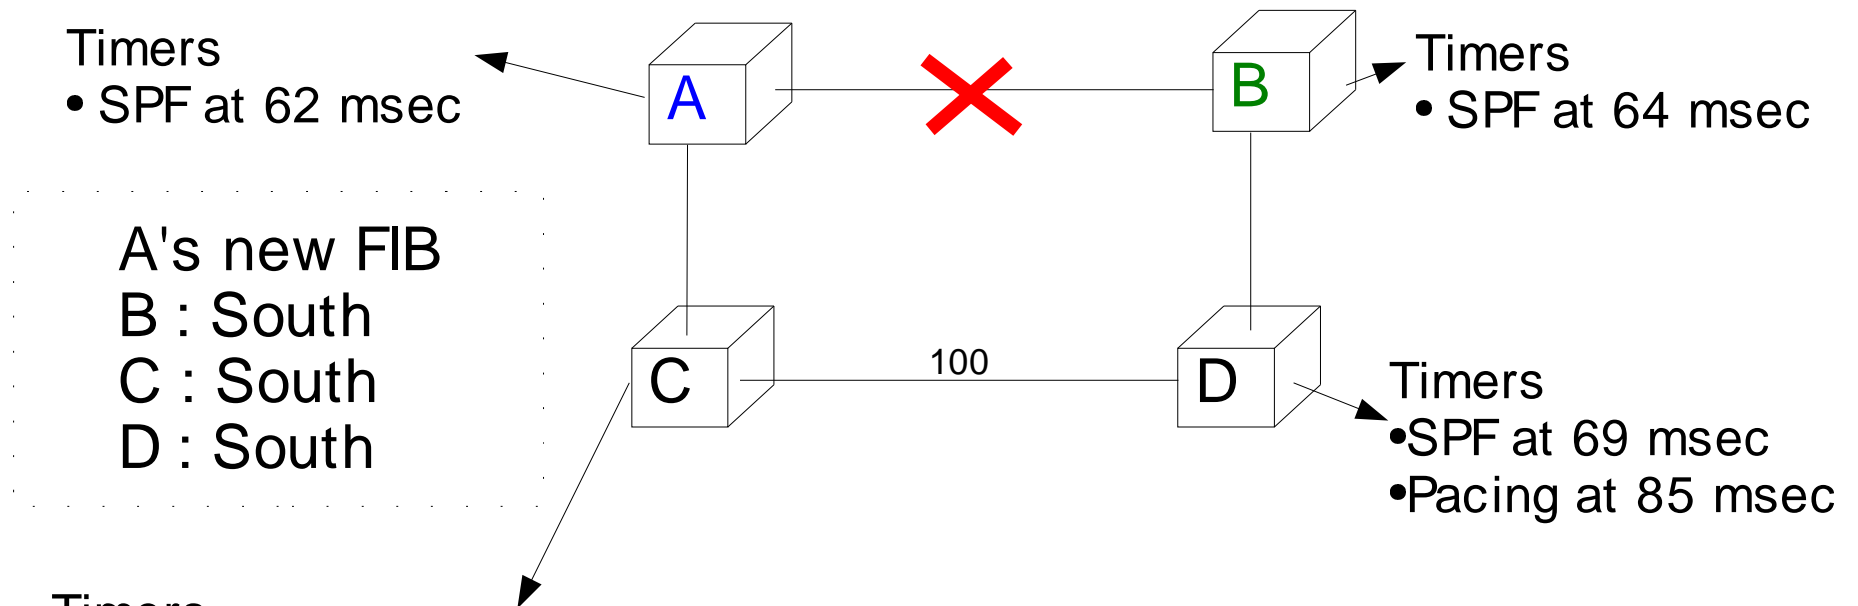 Timers
• SPF at 62 msec
A
B
Timers
• SPF at 64 msec
A's new FIB
B : South
C : South
D : South
C
100
D
Timers
•SPF at 69 msec
•Pacing at 85 msec
Timers